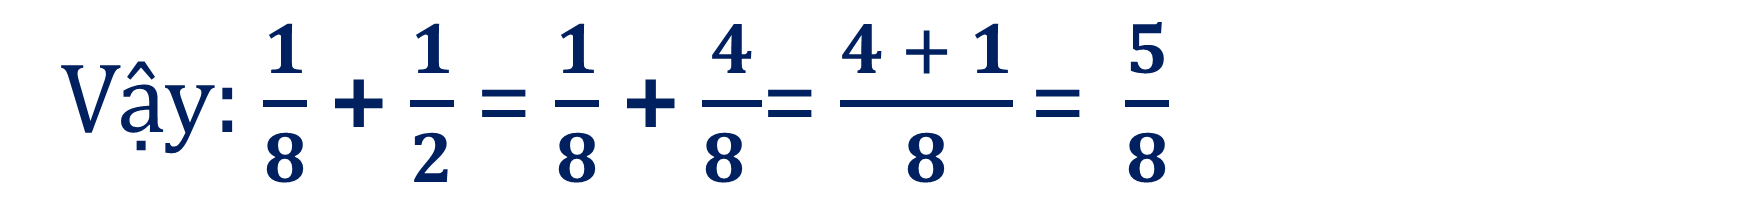 Vậy: 1/8 + 1/2 = 1/8 + 4/8 = (4 + 1)/8 = 5/8